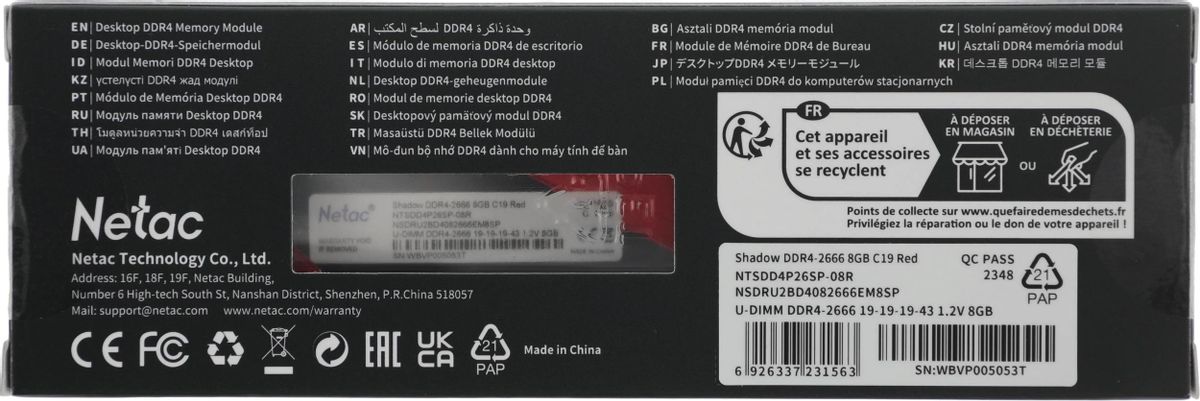 EN | Desktop DDR4 Memory Module
DE | Desktop-DDR4-Speichermodul
ID | Modul Memori DDR4 Desktop
KZ | үстелүсті DDR4 жад модулі
PT | Módulo de Memória Desktop DDR4
RU | Модуль памяти Desktop DDR4
TH | โมดูลหน่วยความจำ DDR4 เดสก์ท็อป
UA | Модуль пам'яті Desktop DDR4
AR | وحدة ذاكرة DDR4 لسطح المكتب
ES | Módulo de memoria DDR4 de escritorio
IT | Modulo di memoria DDR4 desktop
NL | Desktop DDR4-geheugenmodule
RO | Modul de memorie desktop DDR4
SK | Desktopový pamäťový modul DDR4
TR | Masaüstü DDR4 Bellek Modülü
VN | Mô-đun bộ nhớ DDR4 dành cho máy tính để bàn
BG | Asztali DDR4 memória modul
FR | Module de Mémoire DDR4 de Bureau
JP | デスクトップDDR4 メモリーモジュール
PL | Moduł pamięci DDR4 do komputerów stacjonarnych
CZ | Stolní paměťový modul DDR4
HU | Asztali DDR4 memória modul
KR | 데스크톱 DDR4 메모리 모듈
FR
Cet appareil
et ses accessoires
se recyclent
À DÉPOSER
EN MAGASIN
OU
À DÉPOSER
EN DÉCHÈTERIE
Points de collecte sur www.quefairedemesdechets.fr
Privilégiez la réparation ou le don de votre appareil !
Netac
Netac Technology Co., Ltd.
Address: 16F, 18F, 19F, Netac Building,
Number 6 High-tech South St, Nanshan District, Shenzhen, P.R.China 518057
Mail: support@netac.com www.netac.com/warranty
CE FC EAC UK CA 21 PAP Made in China
Netac®
WARRANTY VOID
IF REMOVED
Shadow DDR4-2666 8GB C19 Red
NTSDD4P26SP-08R
NSDRU2BD4082666EM8SP
U-DIMM DDR4-2666 19-19-19-43 1.2V 8GB
SN:WBVP005053T
MADE IN CHINA
Shadow DDR4-2666 8GB C19 Red
NTSDD4P26SP-08R
NSDRU2BD4082666EM8SP
U-DIMM DDR4-2666 19-19-19-43 1.2V 8GB
QC PASS
2348
21
PAP
6 926337 231563
SN:WBVP005053T